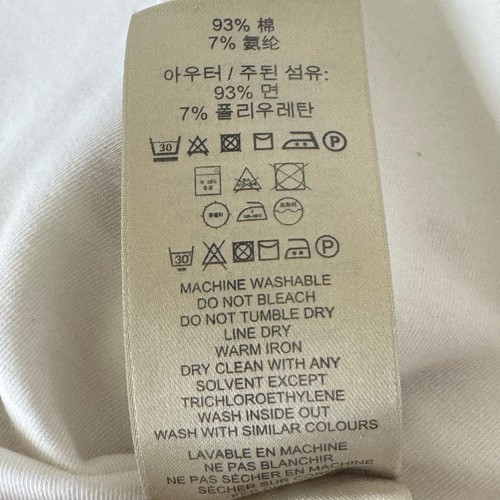 93% 棉
7% 氨纶
아우터 / 주된 섬유:
93% 면
7% 폴리우레탄
30 P
30 P
MACHINE WASHABLE
DO NOT BLEACH
DO NOT TUMBLE DRY
LINE DRY
WARM IRON
DRY CLEAN WITH ANY
SOLVENT EXCEPT
TRICHLOROETHYLENE
WASH INSIDE OUT
WASH WITH SIMILAR COLOURS
LAVABLE EN MACHINE
NE PAS BLANCHIR
NE PAS SÉCHER EN MACHINE
SÉCHER SUR